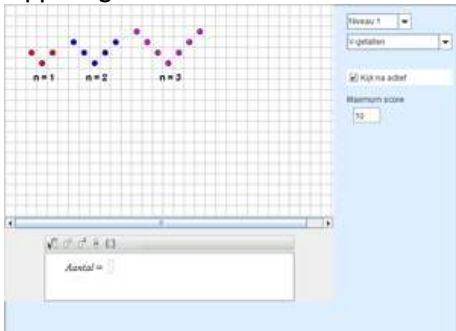 n = 1
n = 2
n = 3
Niveau 1
V-getallen
Kijk na actief
Maximum score
10
Aantal =